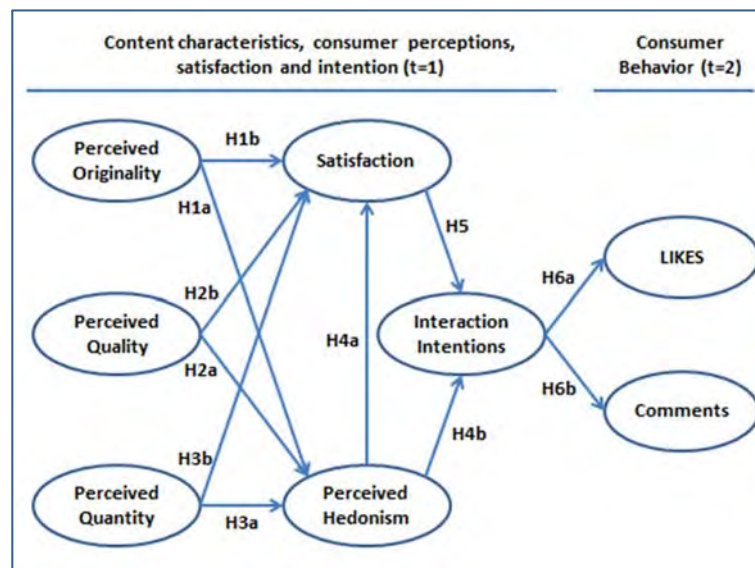 Content characteristics, consumer perceptions,
satisfaction and intention (t=1)
Consumer
Behavior (t=2)
Perceived
Originality
H1b
Satisfaction
H1a
H5
LIKES
H6a
H2b
Perceived
Quality
H2a
H4a
Interaction
Intentions
H6b
Comments
H4b
H3b
Perceived
Quantity
H3a
Perceived
Hedonism